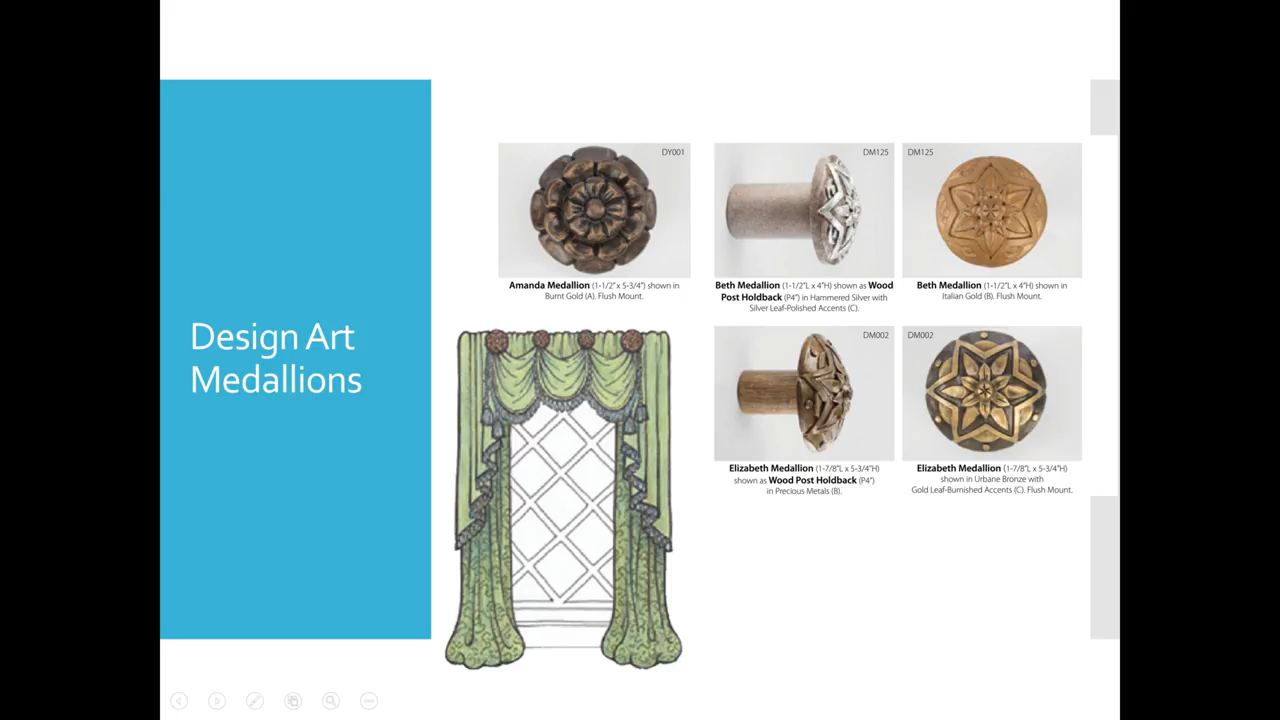 Design Art
Medallions
DY001
Amanda Medallion (1-1/2" x 5-3/4") shown in
Burnt Gold (A). Flush Mount.
DM125
Beth Medallion (1-1/2"L x 4"H) shown as Wood
Post Holdback (P4") in Hammered Silver with
Silver Leaf-Polished Accents (C).
DM125
Beth Medallion (1-1/2"L x 4"H) shown in
Italian Gold (B). Flush Mount.
DM002
Elizabeth Medallion (1-7/8"L x 5-3/4"H)
shown as Wood Post Holdback (P4")
in Precious Metals (B).
DM002
Elizabeth Medallion (1-7/8"L x 5-3/4"H)
shown in Urbane Bronze with
Gold Leaf-Burnished Accents (C). Flush Mount.